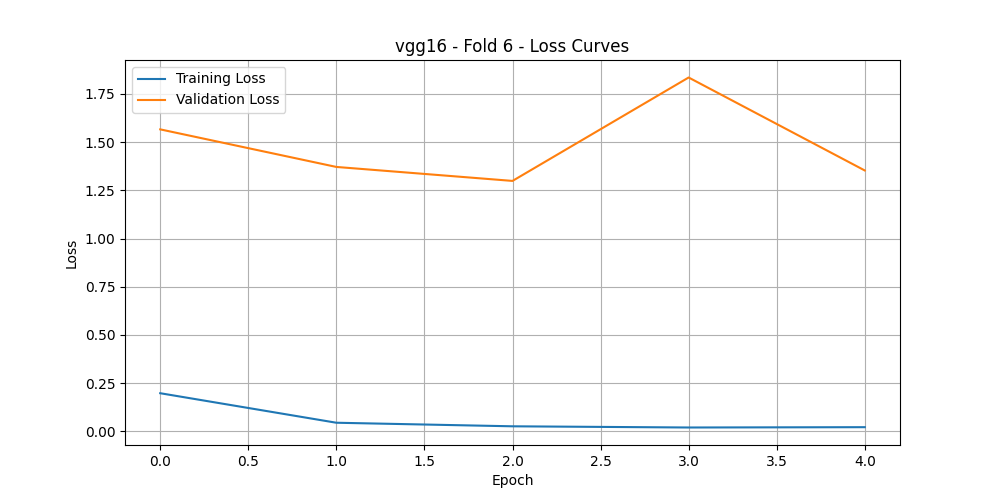 vgg16 - Fold 6 - Loss Curves
Training Loss
Validation Loss
1.75
1.50
1.25
1.00
0.75
0.50
0.25
0.00
Loss
0.0 0.5 1.0 1.5 2.0 2.5 3.0 3.5 4.0
Epoch